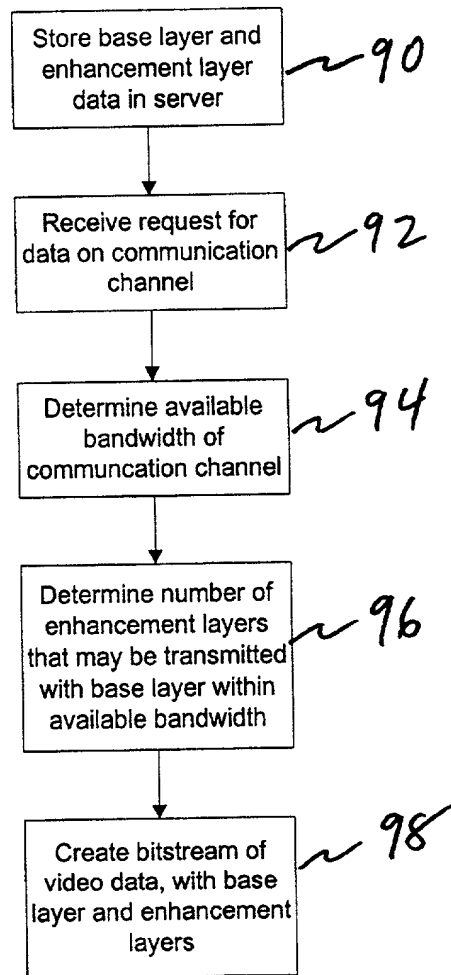 Store base layer and
enhancement layer
data in server
90
Receive request for
data on communication
channel
92
Determine available
bandwidth of
communcation channel
94
Determine number of
enhancement layers
that may be transmitted
with base layer within
available bandwidth
96
Create bitstream of
video data, with base
layer and enhancement
layers
98